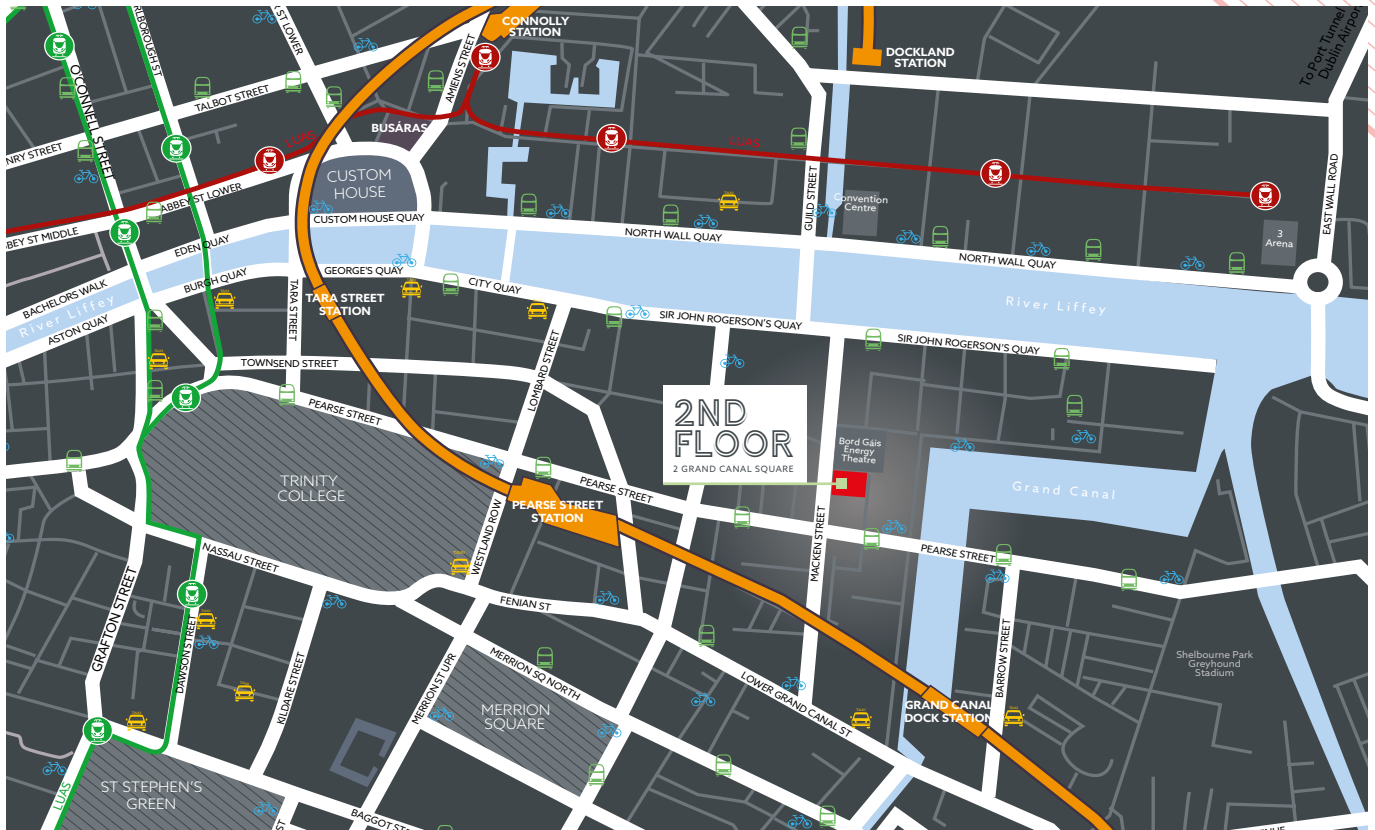 CONNOLLY
STATION
DOCKLAND
STATION
To Port Tunnel
Dublin Airport
O'CONNELL STREET
TALBOT STREET
AMIENS STREET
BUSÁRAS
LUAS
LUAS
CUSTOM
HOUSE
ABBEY ST LOWER
EDEN QUAY
CUSTOM HOUSE QUAY
NORTH WALL QUAY
GUILD STREET
Convention
Centre
NORTH WALL QUAY
3
Arena
EAST WALL ROAD
BACHELORS WALK
River Liffey
ASTON QUAY
BURGH QUAY
GEORGE'S QUAY
CITY QUAY
TARA STREET
TARA STREET
STATION
SIR JOHN ROGERSON'S QUAY
SIR JOHN ROGERSON'S QUAY
River Liffey
TOWNSEND STREET
LOMBARD STREET
PEARSE STREET
2ND
FLOOR
2 GRAND CANAL SQUARE
Bord Gáis
Energy
Theatre
Grand Canal
TRINITY
COLLEGE
PEARSE STREET
PEARSE STREET
STATION
WESTLAND ROW
MACKEN STREET
PEARSE STREET
NASSAU STREET
GRAFTON STREET
DAWSON STREET
KILDARE STREET
FENIAN ST
MERRION ST UPR
MERRION SQ NORTH
MERRION
SQUARE
LOWER GRAND CANAL ST
BARROW STREET
GRAND CANAL
DOCK STATION
Shelbourne Park
Greyhound
Stadium
ST STEPHEN'S
GREEN
LUAS